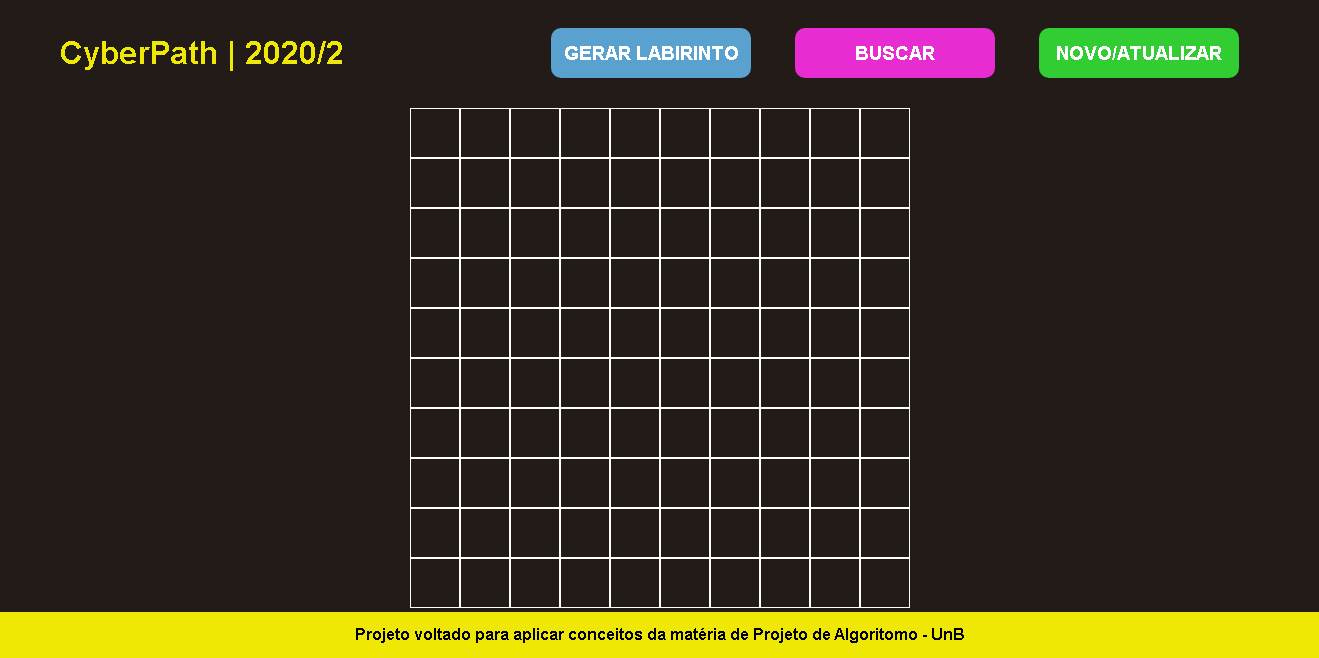 CyberPath | 2020/2
GERAR LABIRINTO
BUSCAR
NOVO/ATUALIZAR
Projeto voltado para aplicar conceitos da matéria de Projeto de Algoritomo - UnB